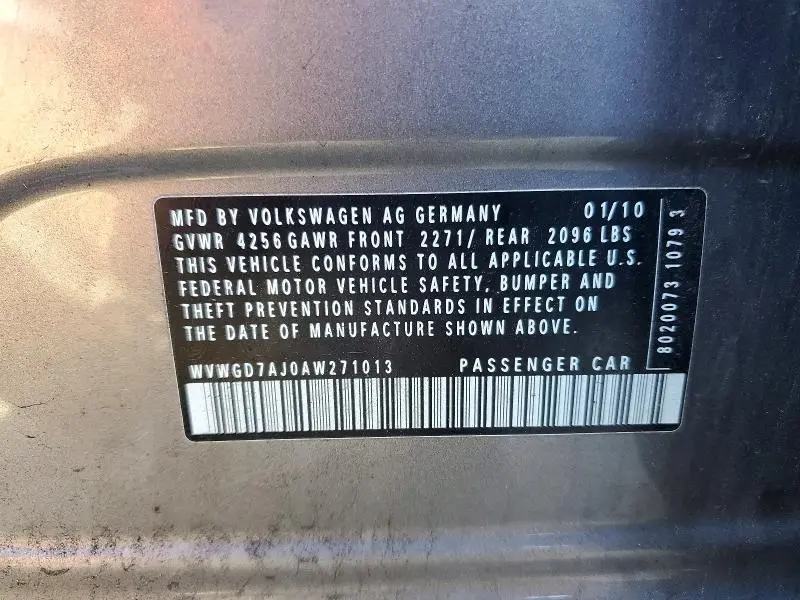 MFD BY VOLKSWAGEN AG GERMANY 01/10
GVWR 4256 GAWR FRONT 2271/ REAR 2096 LBS
THIS VEHICLE CONFORMS TO ALL APPLICABLE U.S.
FEDERAL MOTOR VEHICLE SAFETY, BUMPER AND
THEFT PREVENTION STANDARDS IN EFFECT ON
THE DATE OF MANUFACTURE SHOWN ABOVE.
WVWGD7AJ0AW271013 PASSENGER CAR
8020073 1079 3